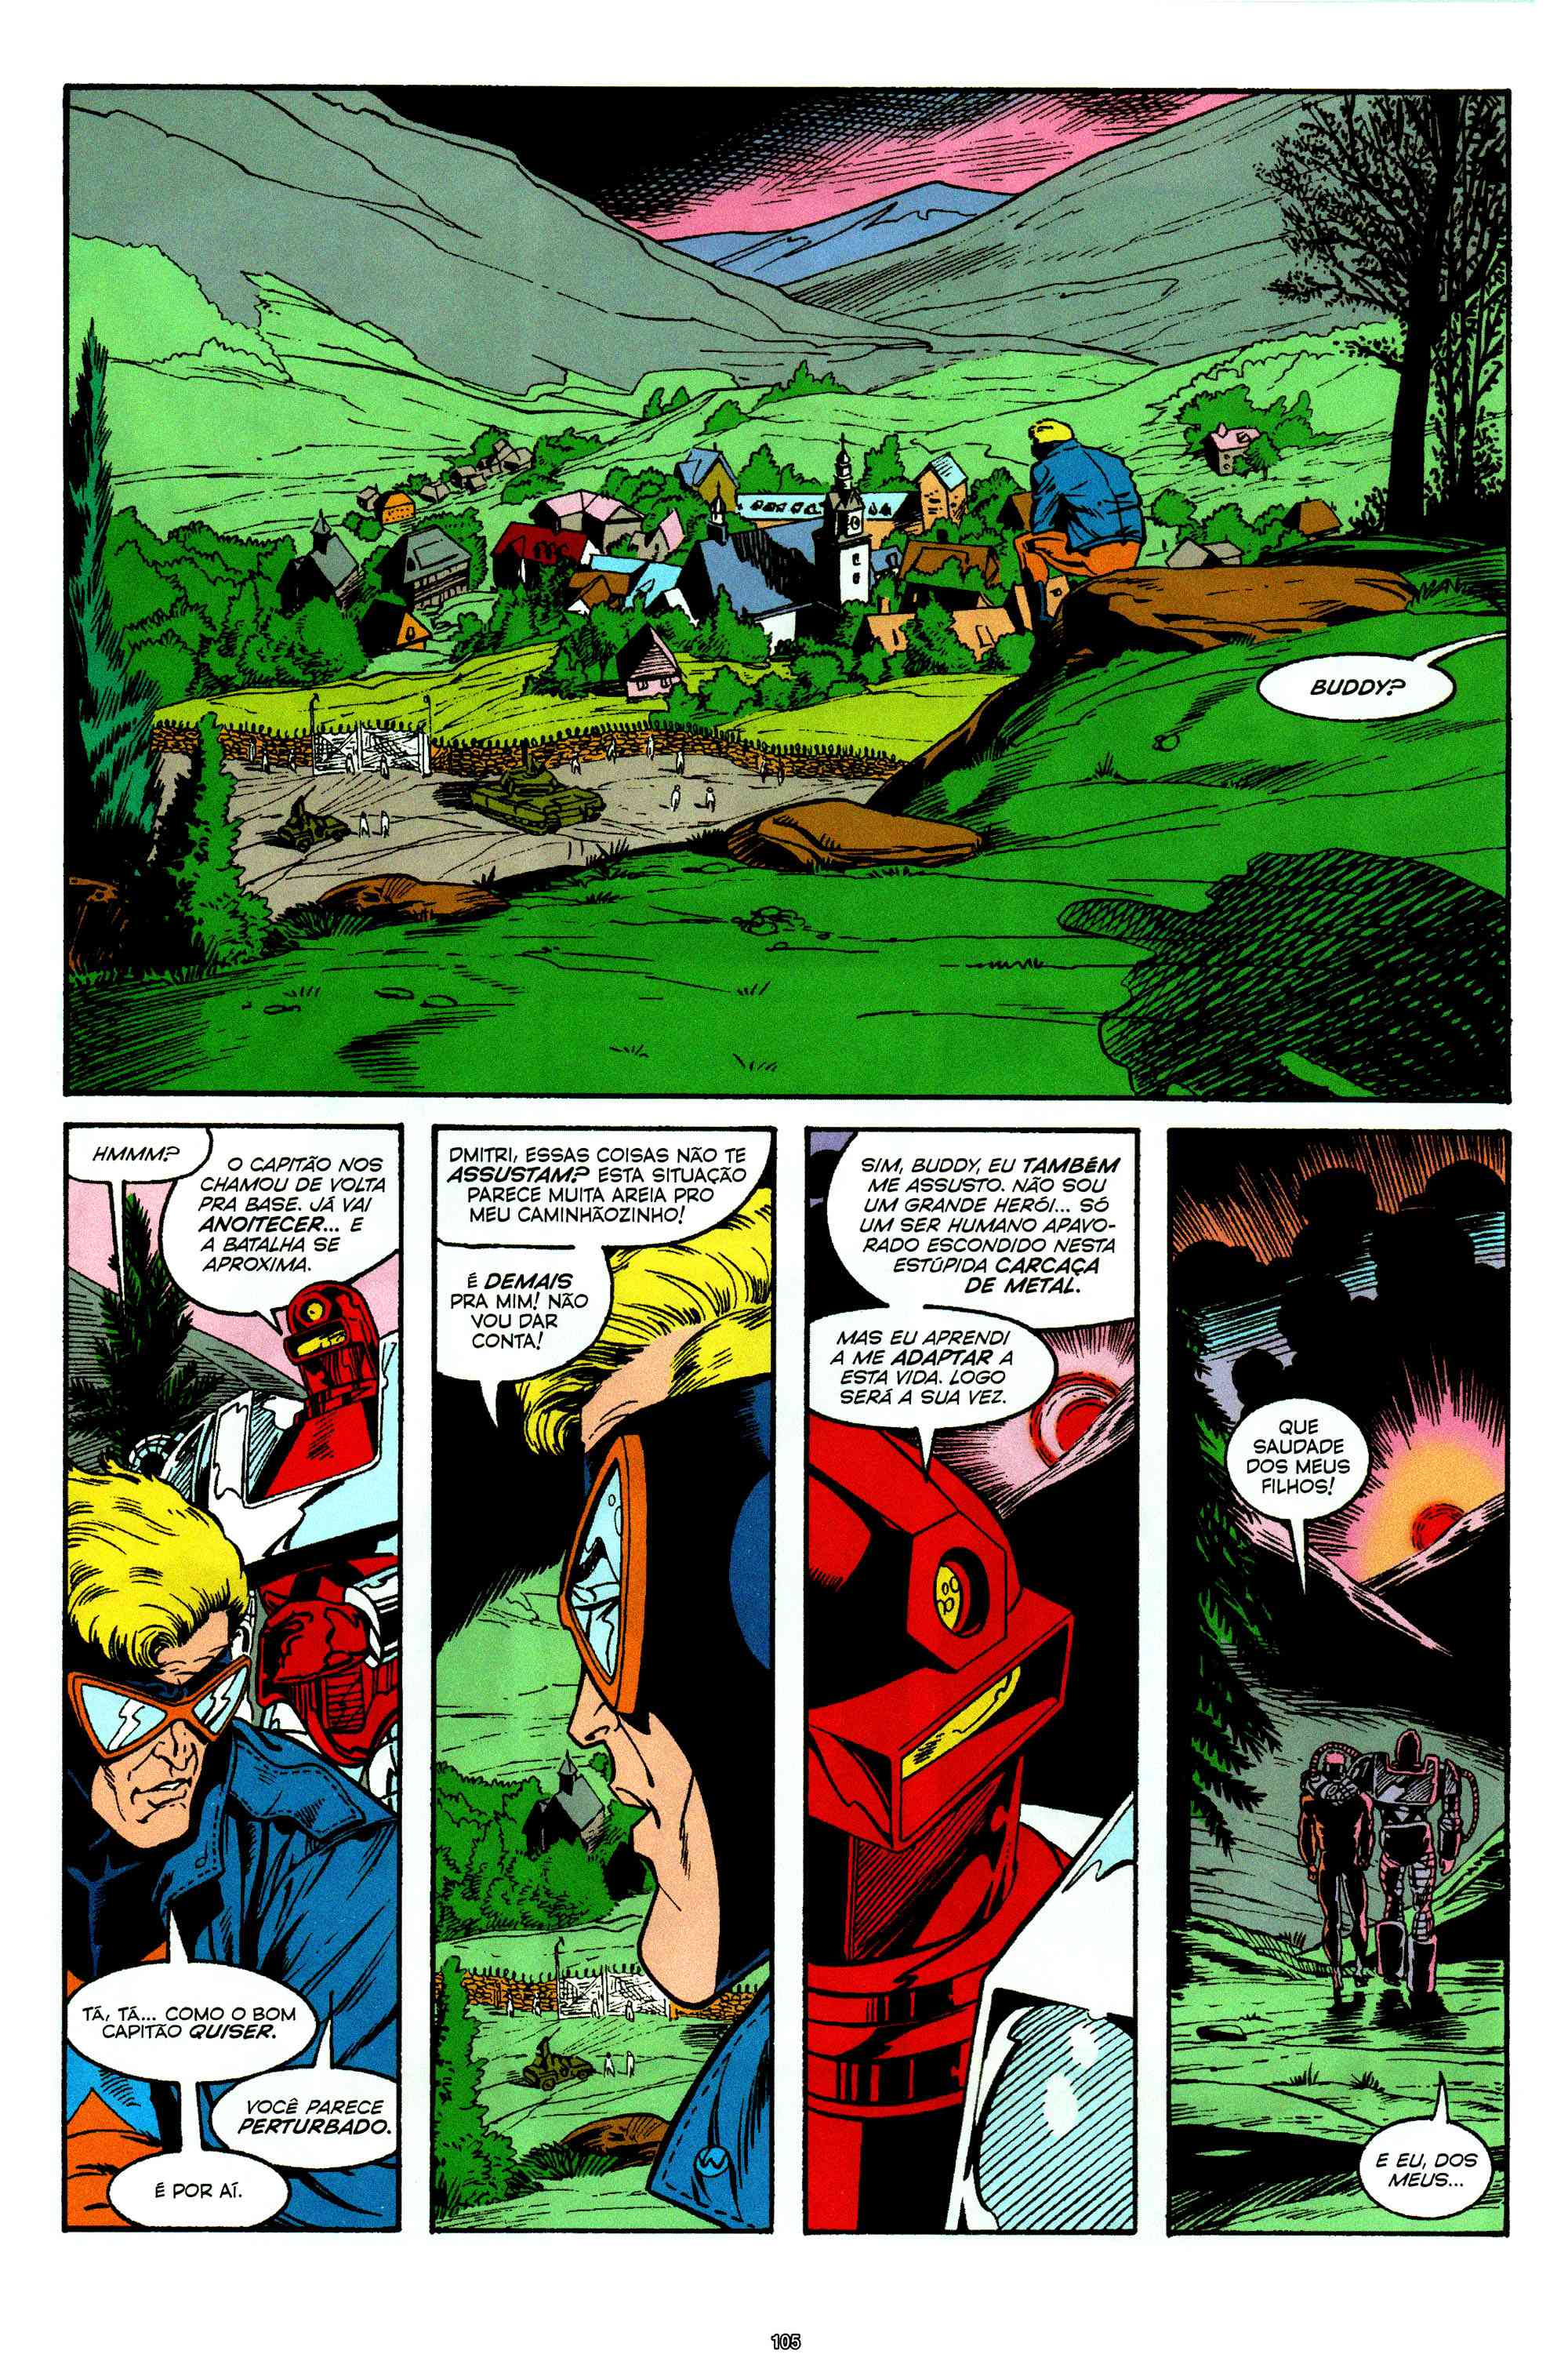 BUDDY?
HMMM?
O CAPITÃO NOS
CHAMOU DE VOLTA
PRA BASE. JÁ VAI
ANOITECER... E
A BATALHA SE
APROXIMA.
TÁ, TÁ... COMO O BOM
CAPITÃO QUISER.
VOCÊ PARECE
PERTURBADO.
É POR AÍ.
DMITRI, ESSAS COISAS NÃO TE
ASSUSTAM? ESTA SITUAÇÃO
PARECE MUITA AREIA PRO
MEU CAMINHÃOZINHO!
É DEMAIS
PRA MIM! NÃO
VOU DAR
CONTA!
SIM, BUDDY, EU TAMBÉM
ME ASSUSTO. NÃO SOU
UM GRANDE HERÓI... SÓ
UM SER HUMANO APAVO-
RADO ESCONDIDO NESTA
ESTÚPIDA CARCAÇA
DE METAL.
MAS EU APRENDI
A ME ADAPTAR A
ESTA VIDA. LOGO
SERÁ A SUA VEZ.
QUE
SAUDADE
DOS MEUS
FILHOS!
E EU, DOS
MEUS...
105